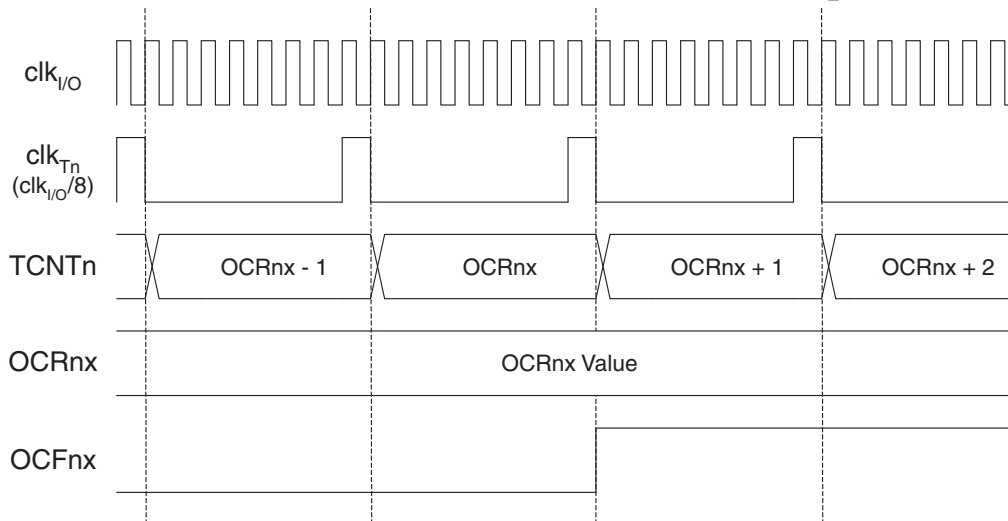 clkI/O
clkTn
(clkI/O/8)
TCNTn
OCRnx - 1
OCRnx
OCRnx + 1
OCRnx + 2
OCRnx
OCRnx Value
OCFnx